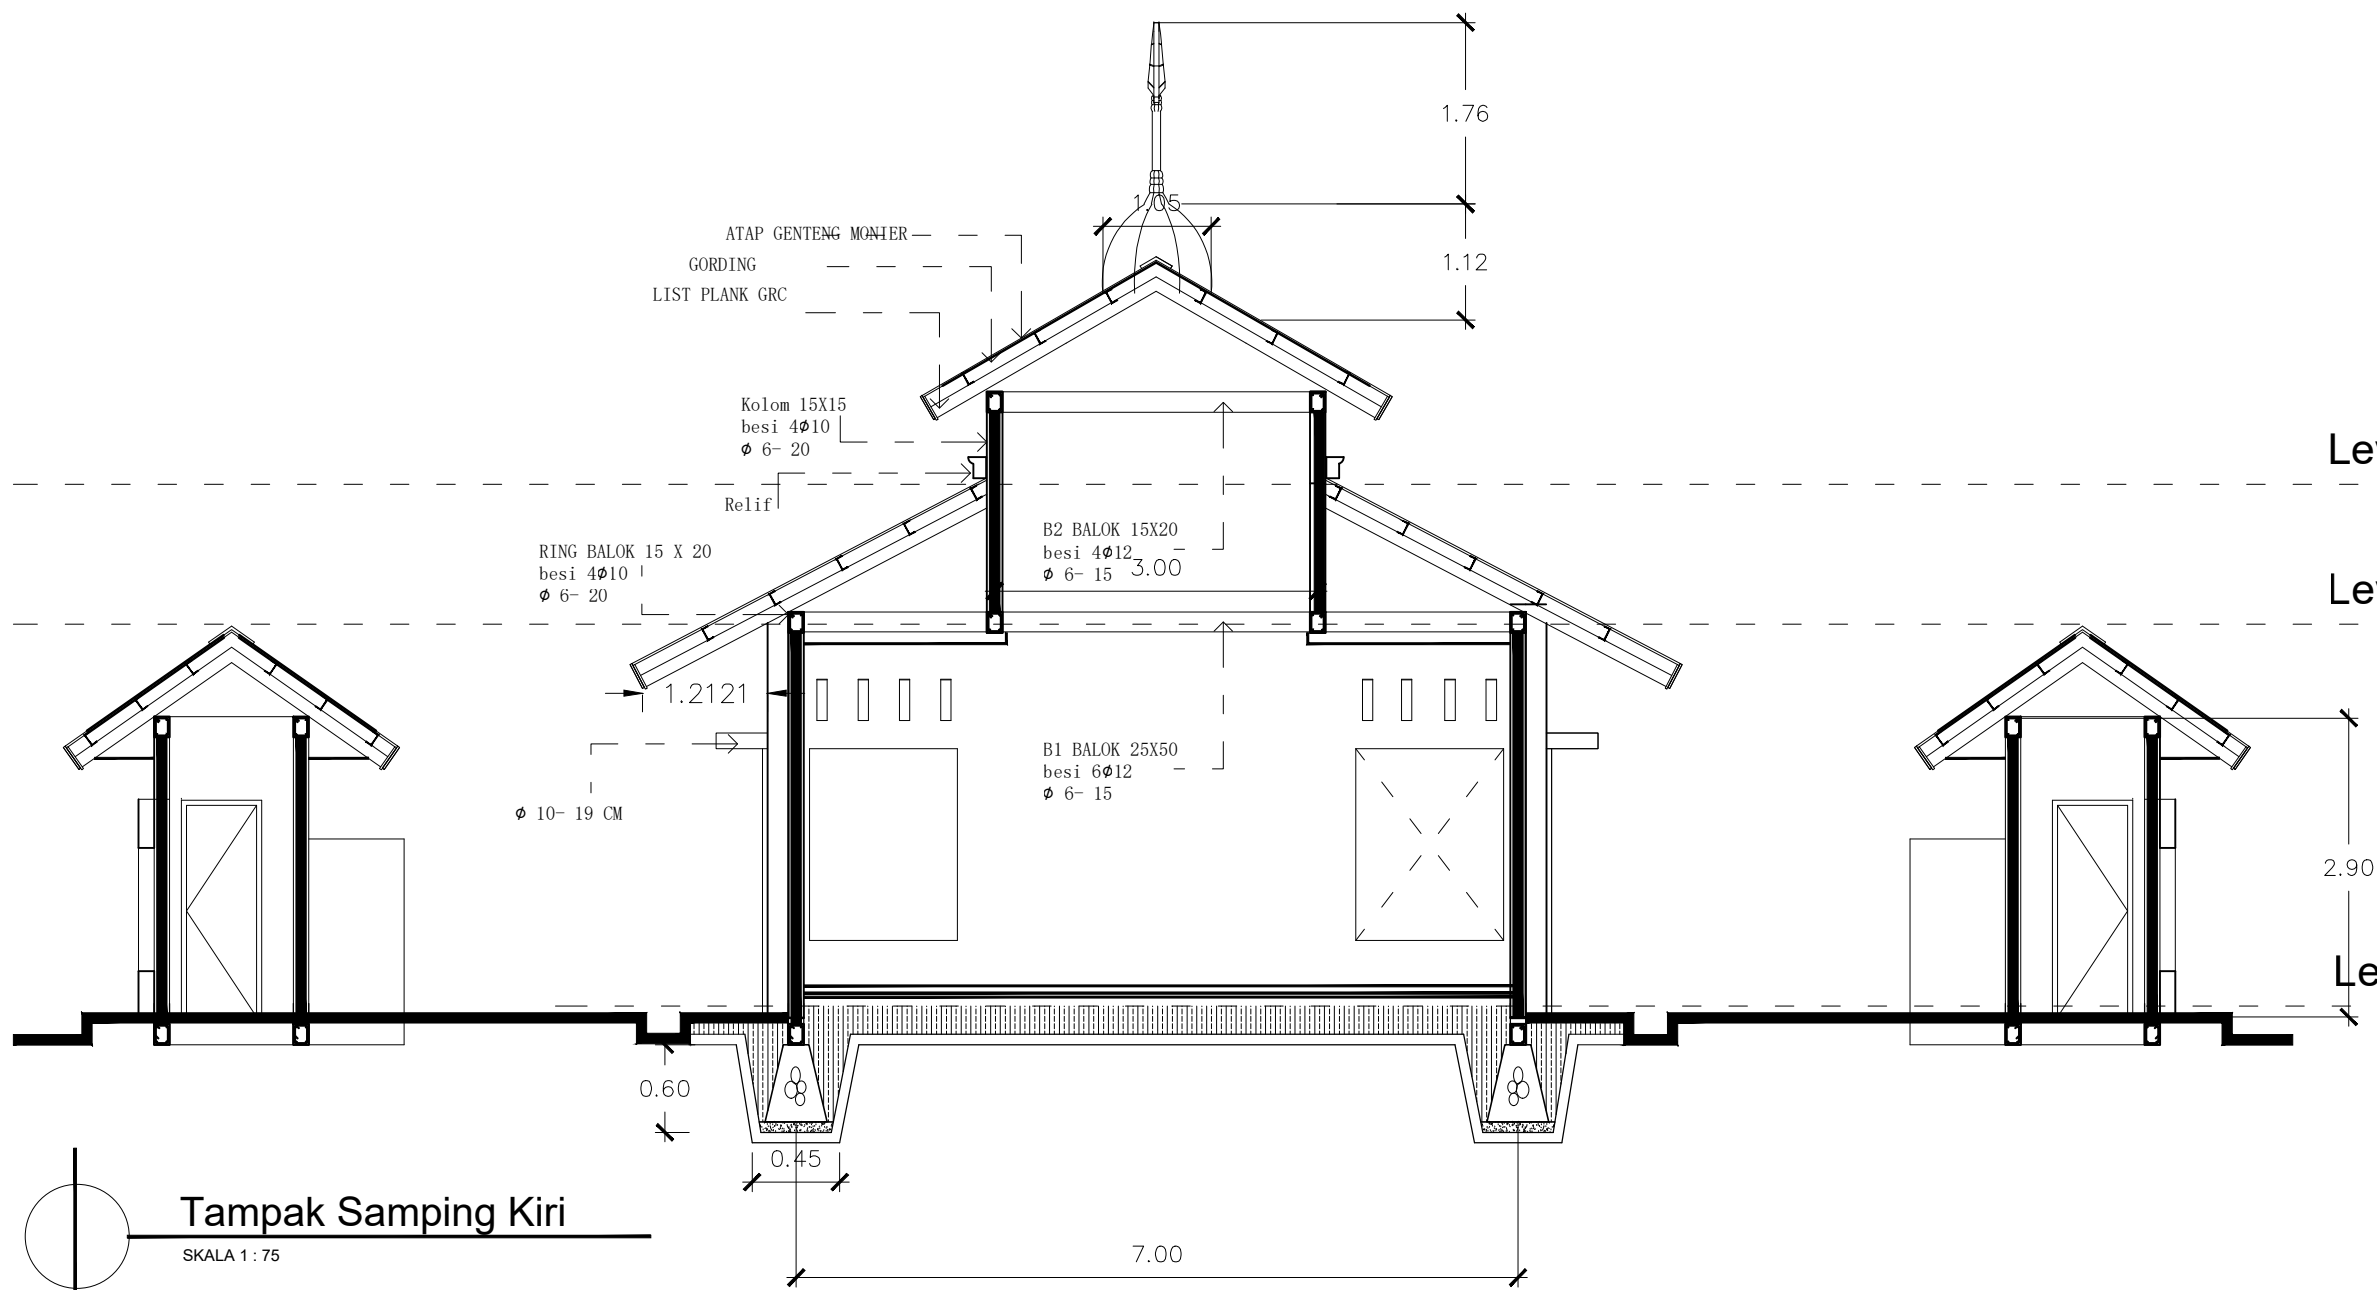 1.76
1.05
ATAP GENTENG MONIER
GORDING
1.12
LIST PLANK GRC
Kolom 15X15
besi 4ϕ10
ϕ 6- 20
Relif
B2 BALOK 15X20
besi 4ϕ12
ϕ 6- 15
3.00
RING BALOK 15 X 20
besi 4ϕ10
ϕ 6- 20
1.2121
B1 BALOK 25X50
besi 6ϕ12
ϕ 6- 15
ϕ 10- 19 CM
2.90
0.60
0.45
7.00
Tampak Samping Kiri
SKALA 1 : 75